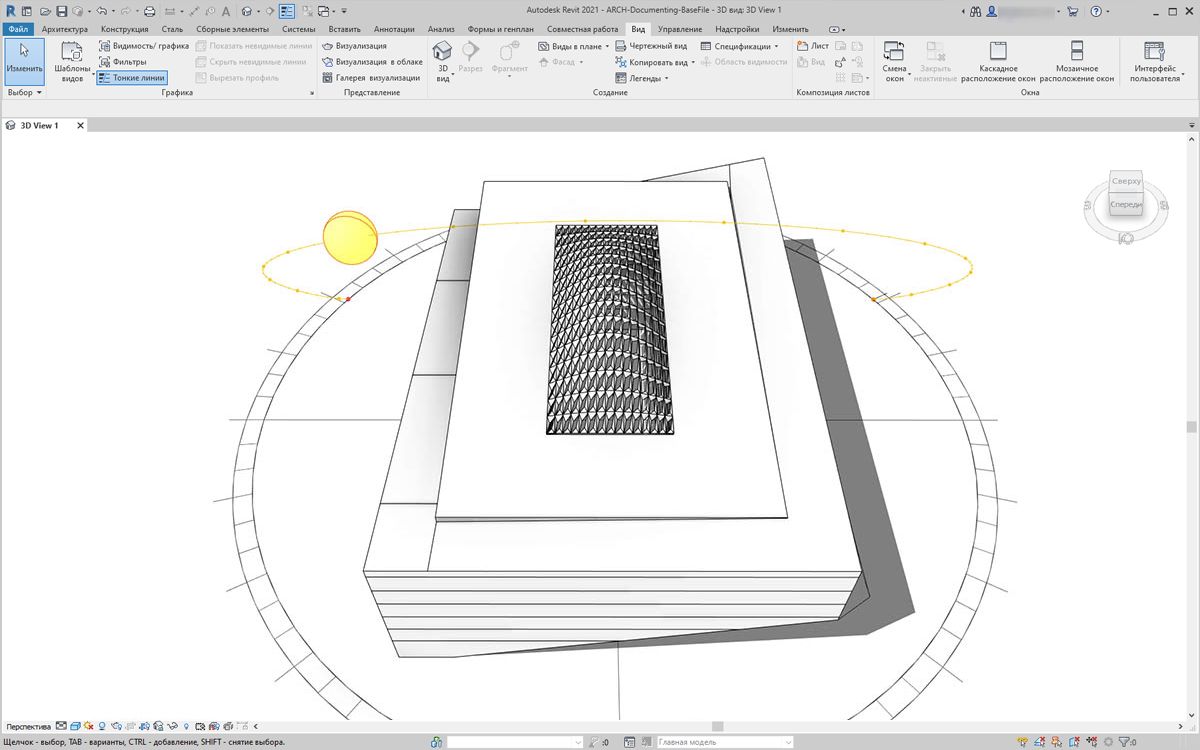 Autodesk Revit 2021 - ARCH-Documenting-BaseFile - 3D вид: 3D View 1
Файл Архитектура Конструкция Сталь Сборные элементы Системы Вставить Аннотации Анализ Формы и генплан Совместная работа Вид Управление Надстройки Изменить
Изменить
Шаблоны видов
Видимость/ графика
Фильтры
Тонкие линии
Показать невидимые линии
Скрыть невидимые линии
Вырезать профиль
Визуализация
Визуализация в облаке
Галерея визуализации
3D вид
Разрез
Фрагмент
Виды в плане
Фасад
Чертежный вид
Копировать вид
Легенды
Спецификации
Область видимости
Лист
Вид
Смена окон
Закрыть неактивные
Каскадное расположение окон
Мозаичное расположение окон
Интерфейс пользователя
Выбор Графика Представление Создание Композиция листов Окна
3D View 1
Сверху
Спереди
Ю
Перспектива
Щелчок - выбор, TAB - варианты, CTRL - добавление, SHIFT - снятие выбора.
:0
Главная модель
:0